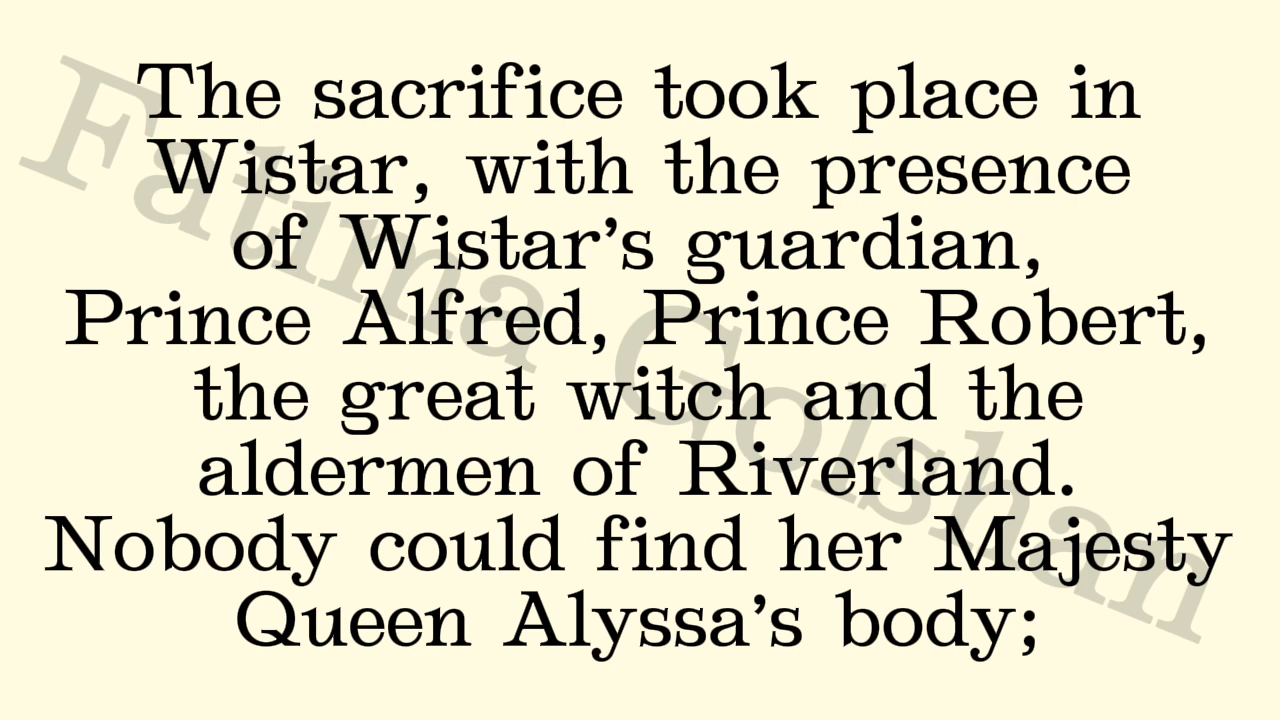 The sacrifice took place in
Wistar, with the presence
of Wistar’s guardian,
Prince Alfred, Prince Robert,
the great witch and the
aldermen of Riverland.
Nobody could find her Majesty
Queen Alyssa’s body;
Fatima Golshan